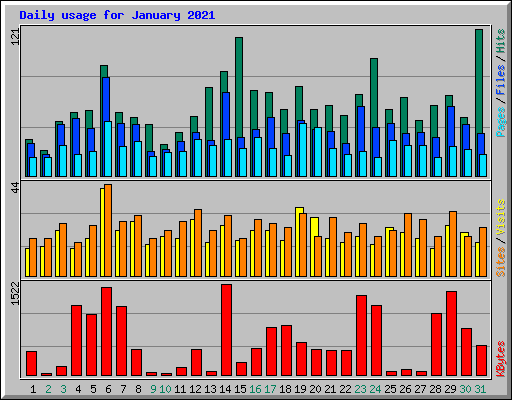 Daily usage for January 2021
121
Pages / Files / Hits
44
Sites / Visits
1522
KBytes
1 2 3 4 5 6 7 8 9 10 11 12 13 14 15 16 17 18 19 20 21 22 23 24 25 26 27 28 29 30 31